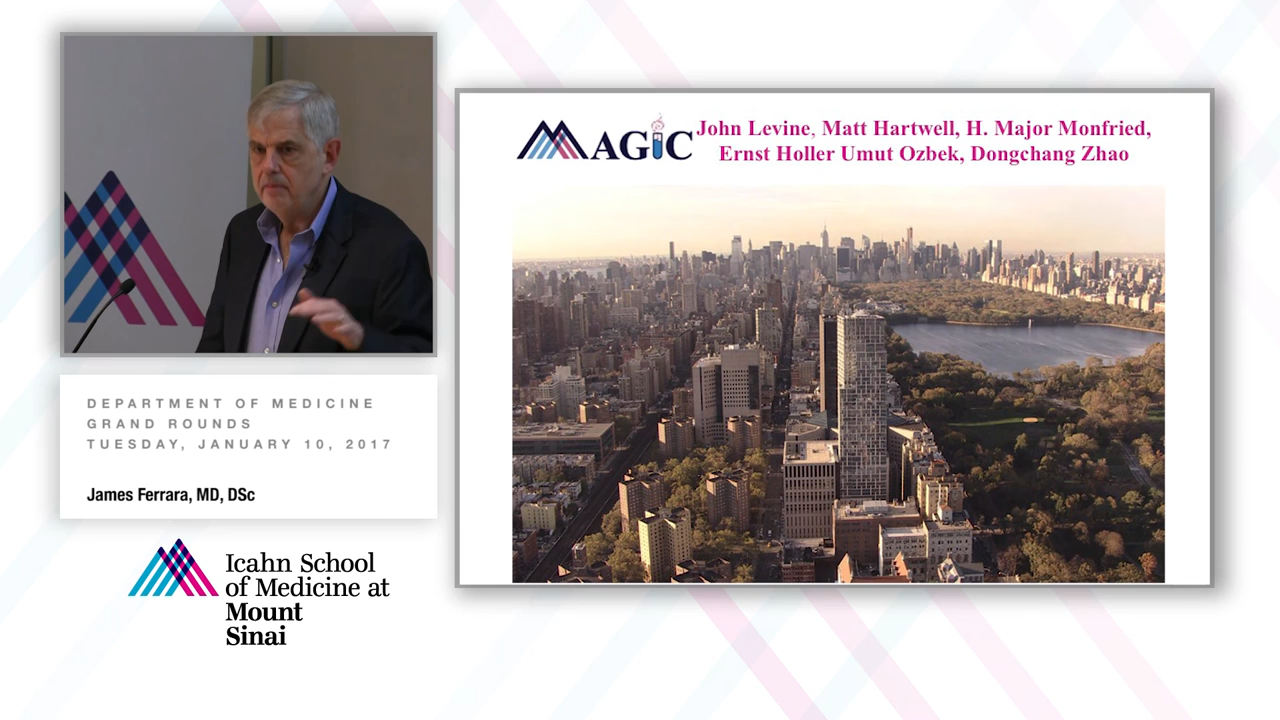 DEPARTMENT OF MEDICINE
GRAND ROUNDS
TUESDAY, JANUARY 10, 2017
James Ferrara, MD, DSc
Icahn School
of Medicine at
Mount
Sinai
MAGiC
John Levine, Matt Hartwell, H. Major Monfried,
Ernst Holler Umut Ozbek, Dongchang Zhao